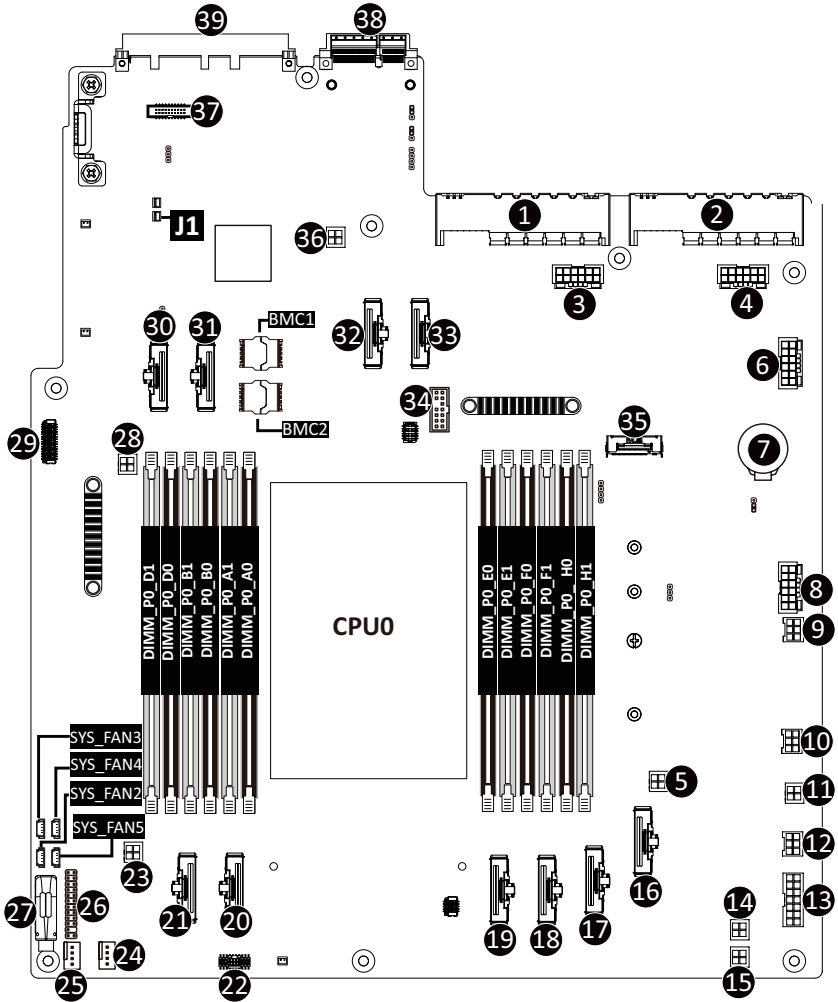 39
38
37
J1
36
1
2
3
4
30
31
BMC1
32
33
6
34
BMC2
35
7
29
28
DIMM_P0_D1
DIMM_P0_D0
DIMM_P0_B1
DIMM_P0_B0
DIMM_P0_A1
DIMM_P0_A0
CPU0
DIMM_P0_E0
DIMM_P0_E1
DIMM_P0_F0
DIMM_P0_F1
DIMM_P0_ H0
DIMM_P0_H1
8
9
SYS_FAN3
SYS_FAN4
SYS_FAN2
SYS_FAN5
10
5
11
12
23
16
27
26
21
20
19
18
17
13
14
25
24
22
15